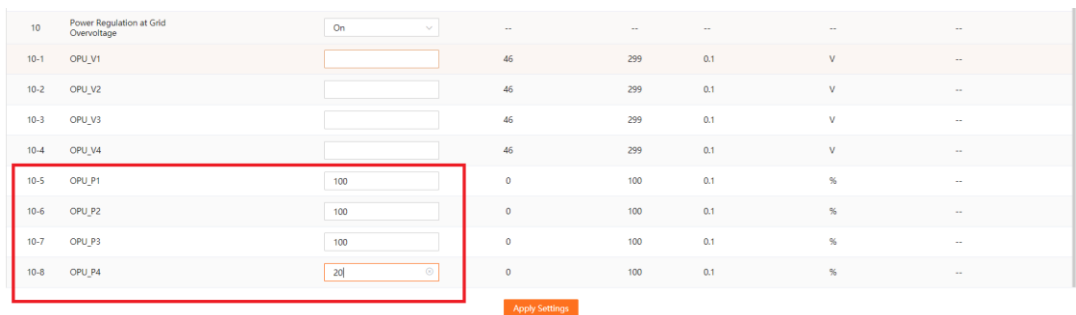 10 Power Regulation at Grid Overvoltage On -- -- -- -- --
10-1 OPU_V1 46 299 0.1 V --
10-2 OPU_V2 46 299 0.1 V --
10-3 OPU_V3 46 299 0.1 V --
10-4 OPU_V4 46 299 0.1 V --
10-5 OPU_P1 100 0 100 0.1 % --
10-6 OPU_P2 100 0 100 0.1 % --
10-7 OPU_P3 100 0 100 0.1 % --
10-8 OPU_P4 20 0 100 0.1 % --
Apply Settings